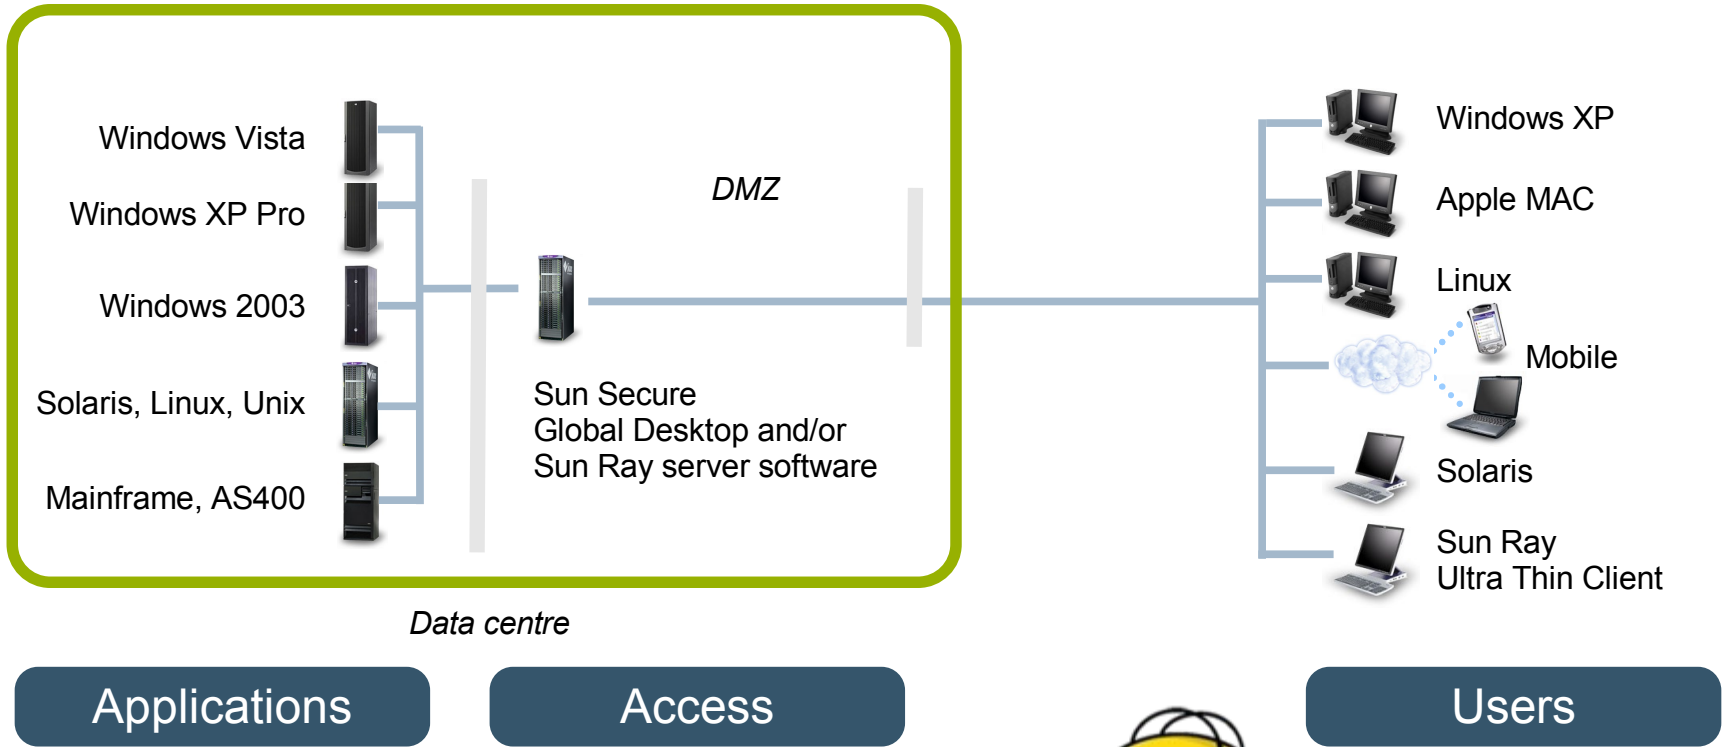 Windows Vista
Windows XP Pro
Windows 2003
Solaris, Linux, Unix
Mainframe, AS400
DMZ
Sun Secure
Global Desktop and/or
Sun Ray server software
Windows XP
Apple MAC
Linux
Mobile
Solaris
Sun Ray
Ultra Thin Client
Data centre
Applications
Access
Users